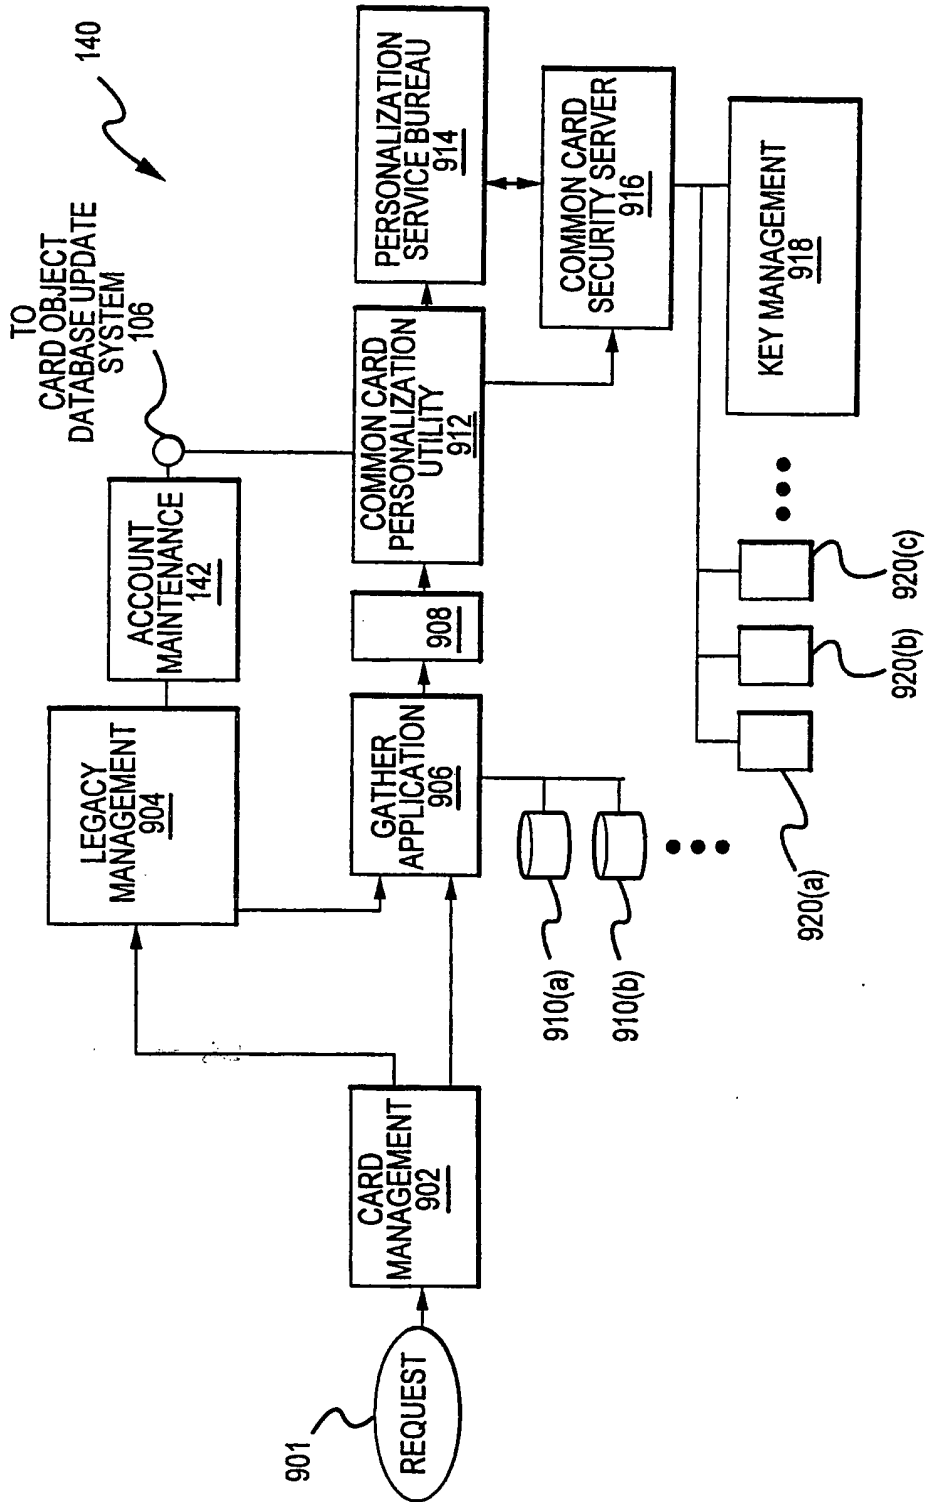 140
TO
CARD OBJECT
DATABASE UPDATE
SYSTEM
106
ACCOUNT
MAINTENANCE
142
LEGACY
MANAGEMENT
904
PERSONALIZATION
SERVICE BUREAU
914
COMMON CARD
PERSONALIZATION
UTILITY
912
908
GATHER
APPLICATION
906
CARD
MANAGEMENT
902
REQUEST
901
COMMON CARD
SECURITY SERVER
916
KEY MANAGEMENT
918
910(a)
910(b)
920(a)
920(b)
920(c)